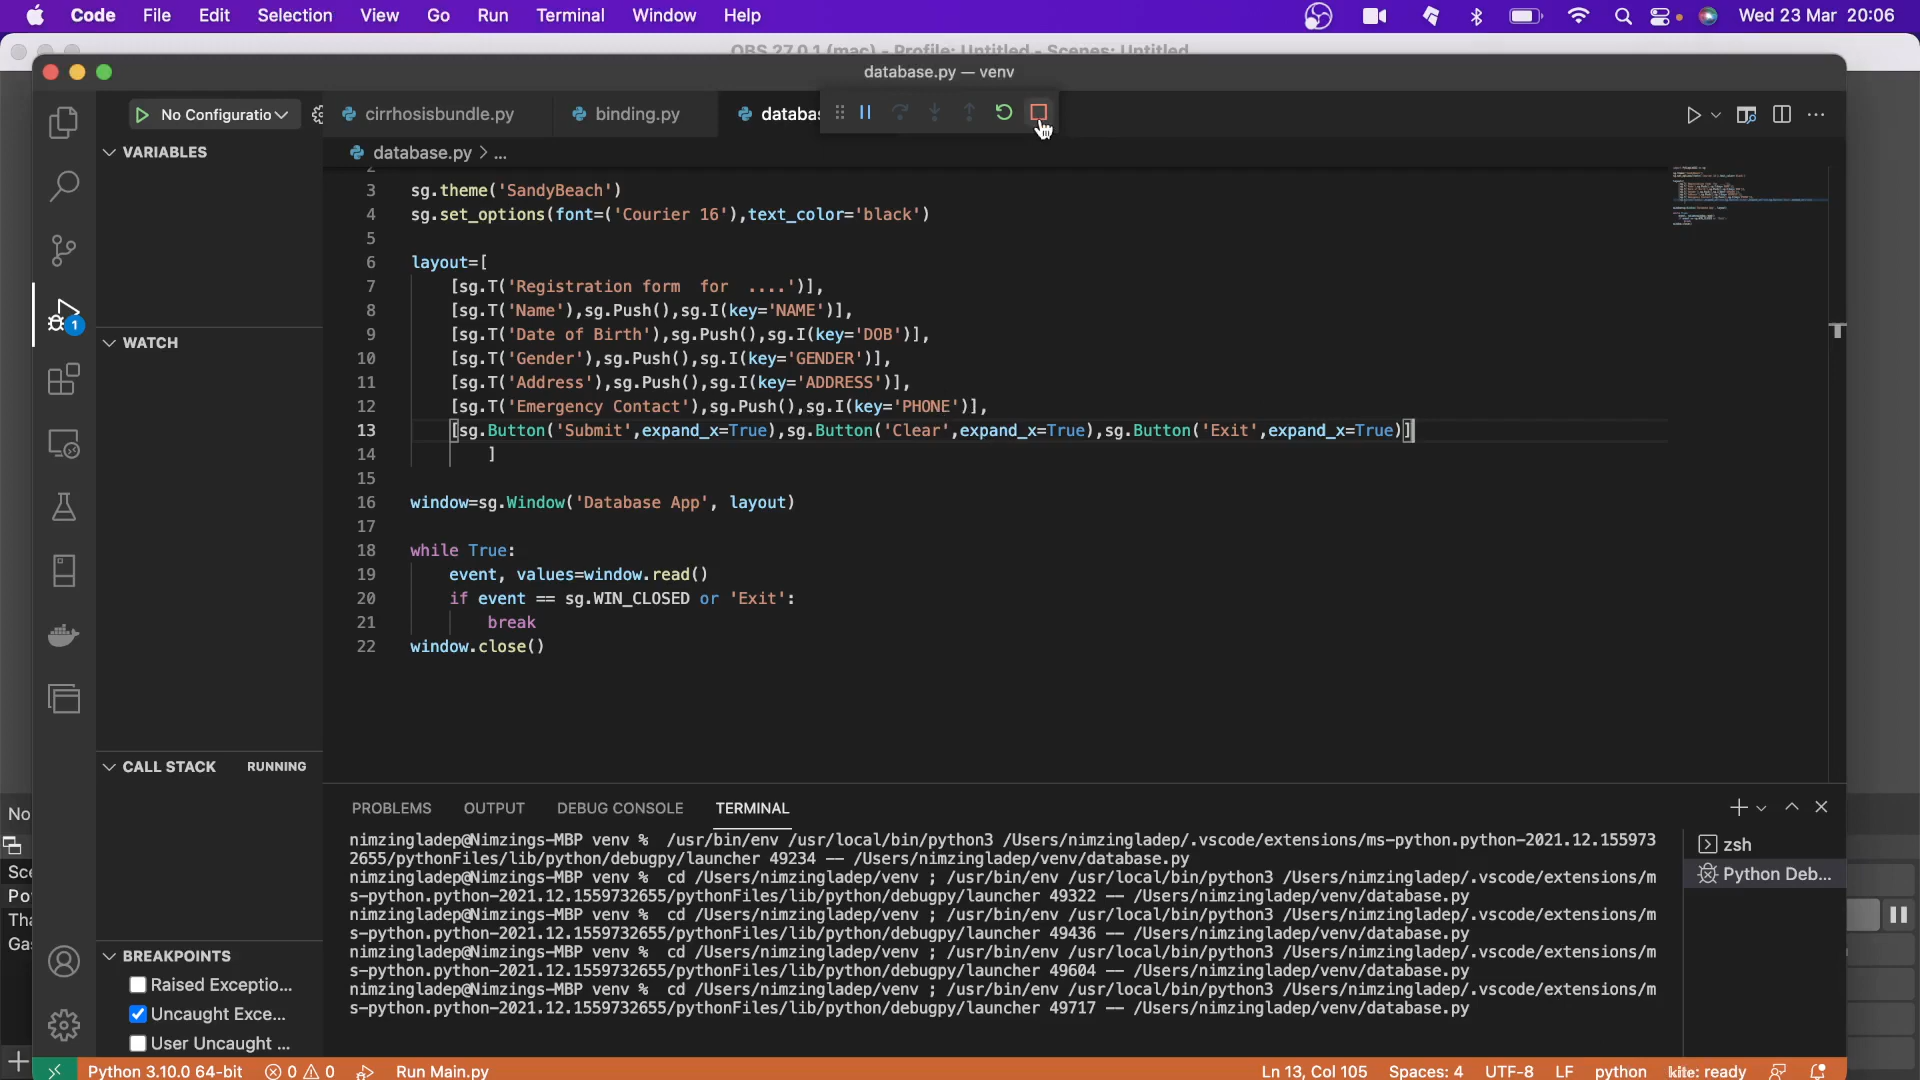 Code File Edit Selection View Go Run Terminal Window Help Wed 23 Mar 20:06
OBS 27.0.1 (mac) - Profile: Untitled - Scenes: Untitled
database.py — venv
No Configuratio cirrhosisbundle.py binding.py databa
VARIABLES
database.py > ...
2
3 sg.theme('SandyBeach')
4 sg.set_options(font=('Courier 16'),text_color='black')
5
6 layout=[
7 [sg.T('Registration form  for  ....')],
8 [sg.T('Name'),sg.Push(),sg.I(key='NAME')],
9 [sg.T('Date of Birth'),sg.Push(),sg.I(key='DOB')],
10 [sg.T('Gender'),sg.Push(),sg.I(key='GENDER')],
11 [sg.T('Address'),sg.Push(),sg.I(key='ADDRESS')],
12 [sg.T('Emergency Contact'),sg.Push(),sg.I(key='PHONE')],
13 [sg.Button('Submit',expand_x=True),sg.Button('Clear',expand_x=True),sg.Button('Exit',expand_x=True)]
14 ]
15
16 window=sg.Window('Database App', layout)
17
18 while True:
19 event, values=window.read()
20 if event == sg.WIN_CLOSED or 'Exit':
21 break
22 window.close()
1
WATCH
CALL STACK RUNNING
BREAKPOINTS
Raised Exceptio...
Uncaught Exce...
User Uncaught ...
PROBLEMS OUTPUT DEBUG CONSOLE TERMINAL
nimzingladep@Nimzings-MBP venv %  /usr/bin/env /usr/local/bin/python3 /Users/nimzingladep/.vscode/extensions/ms-python.python-2021.12.155973
2655/pythonFiles/lib/python/debugpy/launcher 49234 -- /Users/nimzingladep/venv/database.py
nimzingladep@Nimzings-MBP venv %  cd /Users/nimzingladep/venv ; /usr/bin/env /usr/local/bin/python3 /Users/nimzingladep/.vscode/extensions/m
s-python.python-2021.12.1559732655/pythonFiles/lib/python/debugpy/launcher 49322 -- /Users/nimzingladep/venv/database.py
nimzingladep@Nimzings-MBP venv %  cd /Users/nimzingladep/venv ; /usr/bin/env /usr/local/bin/python3 /Users/nimzingladep/.vscode/extensions/m
s-python.python-2021.12.1559732655/pythonFiles/lib/python/debugpy/launcher 49436 -- /Users/nimzingladep/venv/database.py
nimzingladep@Nimzings-MBP venv %  cd /Users/nimzingladep/venv ; /usr/bin/env /usr/local/bin/python3 /Users/nimzingladep/.vscode/extensions/m
s-python.python-2021.12.1559732655/pythonFiles/lib/python/debugpy/launcher 49604 -- /Users/nimzingladep/venv/database.py
nimzingladep@Nimzings-MBP venv %  cd /Users/nimzingladep/venv ; /usr/bin/env /usr/local/bin/python3 /Users/nimzingladep/.vscode/extensions/m
s-python.python-2021.12.1559732655/pythonFiles/lib/python/debugpy/launcher 49717 -- /Users/nimzingladep/venv/database.py
zsh
Python Deb...
No
Sce
Po
Tha
Ga
Python 3.10.0 64-bit 0 0 Run Main.py Ln 13, Col 105 Spaces: 4 UTF-8 LF python kite: ready